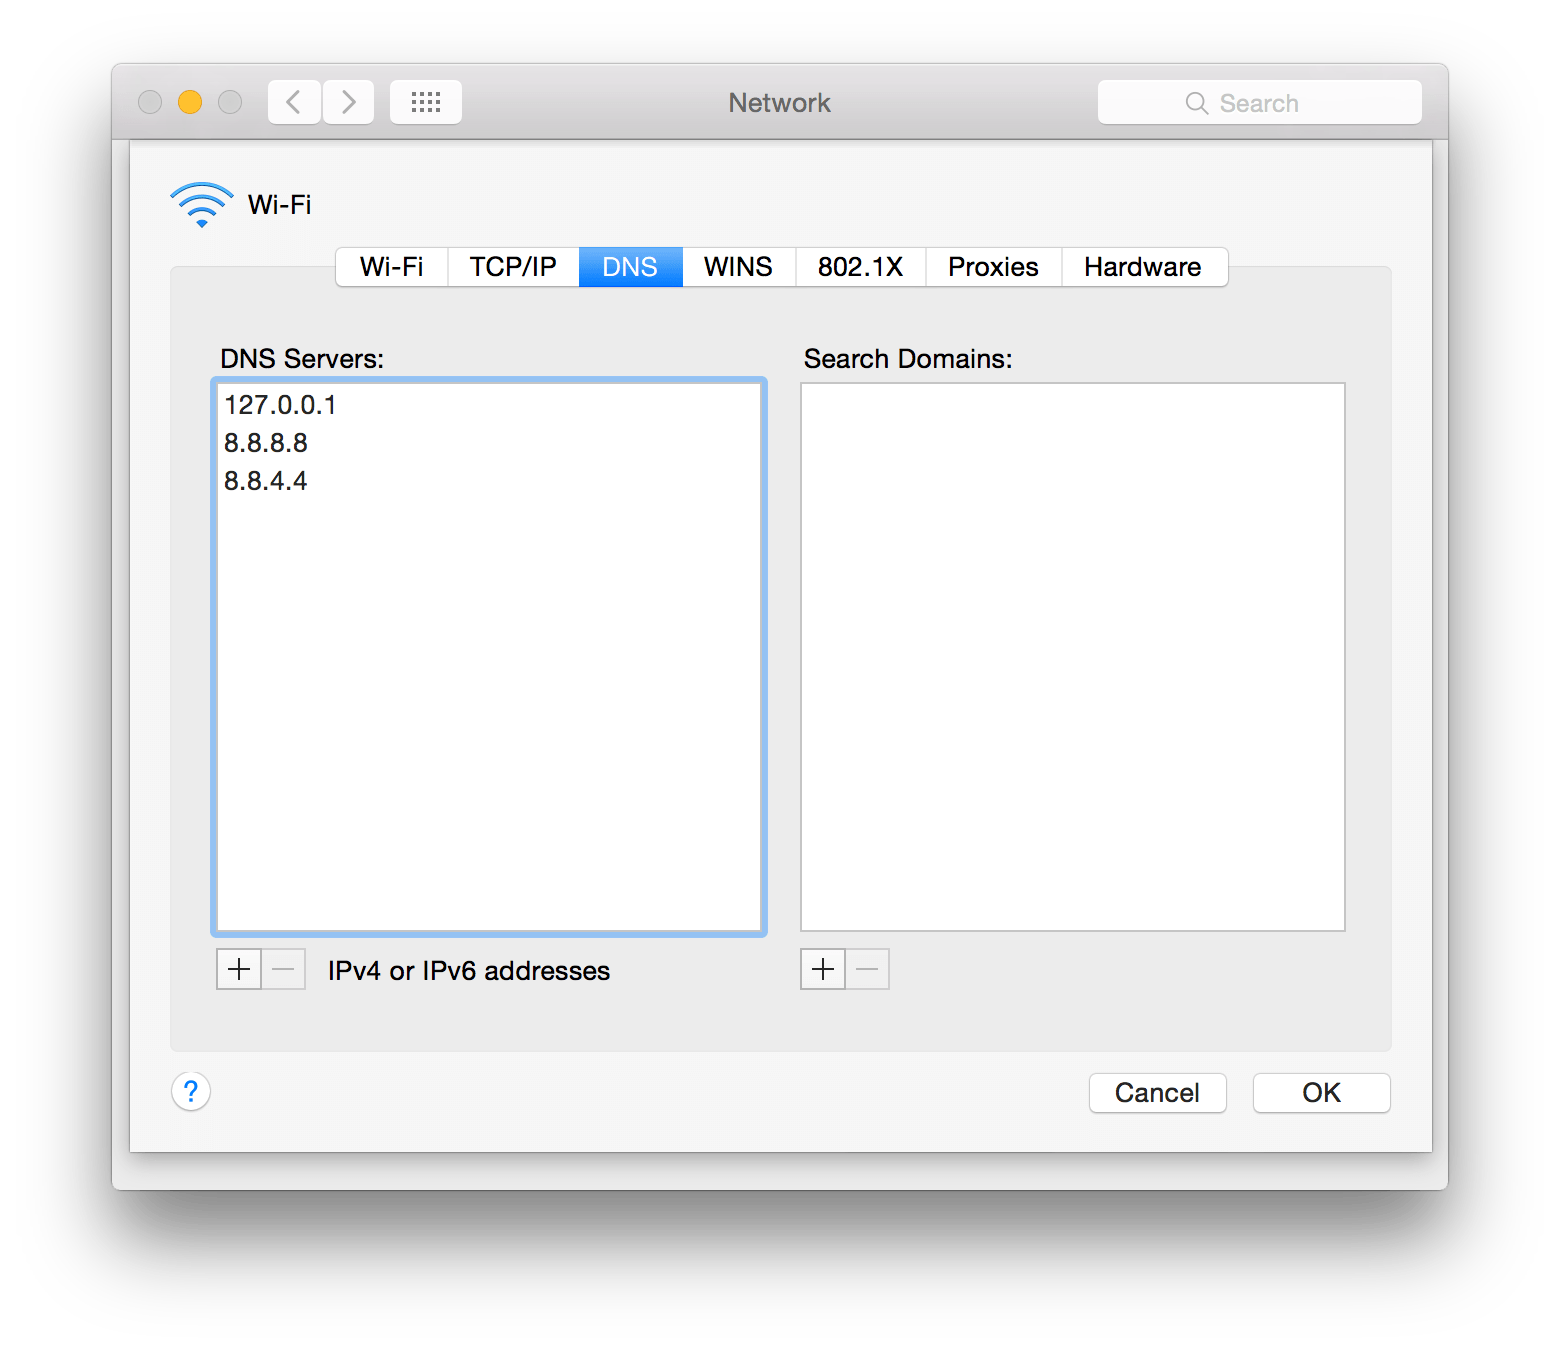 Network
Search
Wi-Fi
Wi-Fi TCP/IP DNS WINS 802.1X Proxies Hardware
DNS Servers:
127.0.0.1
8.8.8.8
8.8.4.4
Search Domains:
+ − IPv4 or IPv6 addresses
+ −
? Cancel OK